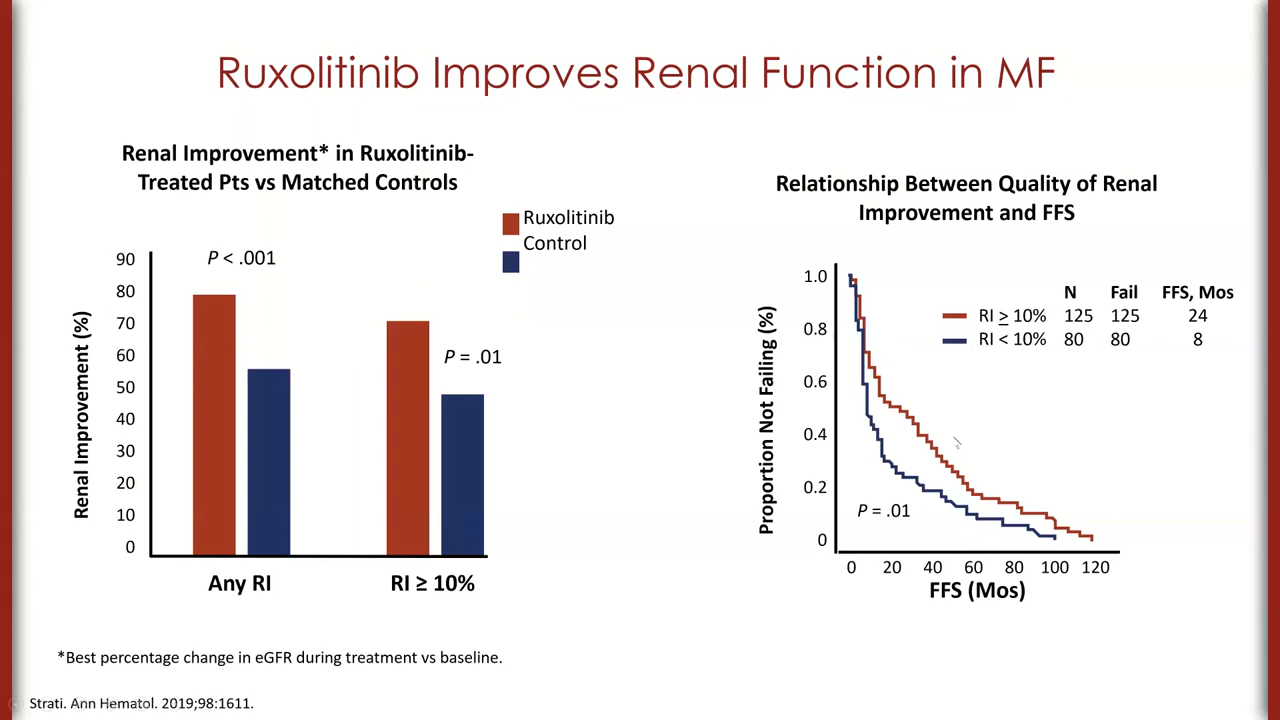 Ruxolitinib Improves Renal Function in MF
Renal Improvement* in Ruxolitinib-
Treated Pts vs Matched Controls
Ruxolitinib
Control
Renal Improvement (%)
90
80
70
60
50
40
30
20
10
0
P < .001
P = .01
Any RI
RI ≥ 10%
Relationship Between Quality of Renal
Improvement and FFS
Proportion Not Failing (%)
1.0
0.8
0.6
0.4
0.2
0
N Fail FFS, Mos
RI ≥ 10% 125 125 24
RI < 10% 80 80 8
P = .01
0 20 40 60 80 100 120
FFS (Mos)
*Best percentage change in eGFR during treatment vs baseline.
Strati. Ann Hematol. 2019;98:1611.